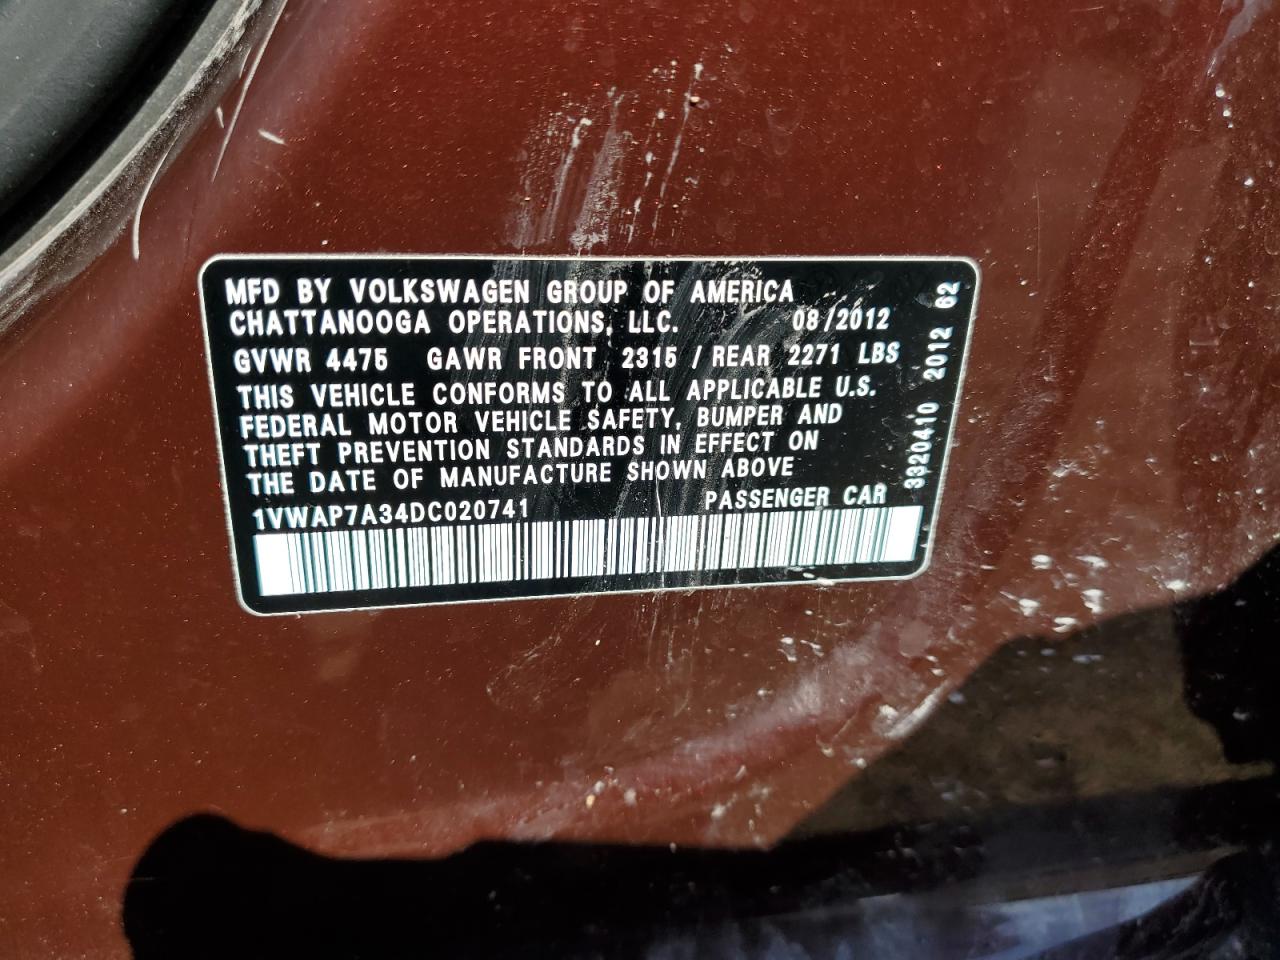 MFD BY VOLKSWAGEN GROUP OF AMERICA
CHATTANOOGA OPERATIONS, LLC. 08/2012
GVWR 4475 GAWR FRONT 2315 / REAR 2271 LBS
THIS VEHICLE CONFORMS TO ALL APPLICABLE U.S.
FEDERAL MOTOR VEHICLE SAFETY, BUMPER AND
THEFT PREVENTION STANDARDS IN EFFECT ON
THE DATE OF MANUFACTURE SHOWN ABOVE
1VWAP7A34DC020741 PASSENGER CAR
3320410 2012 62